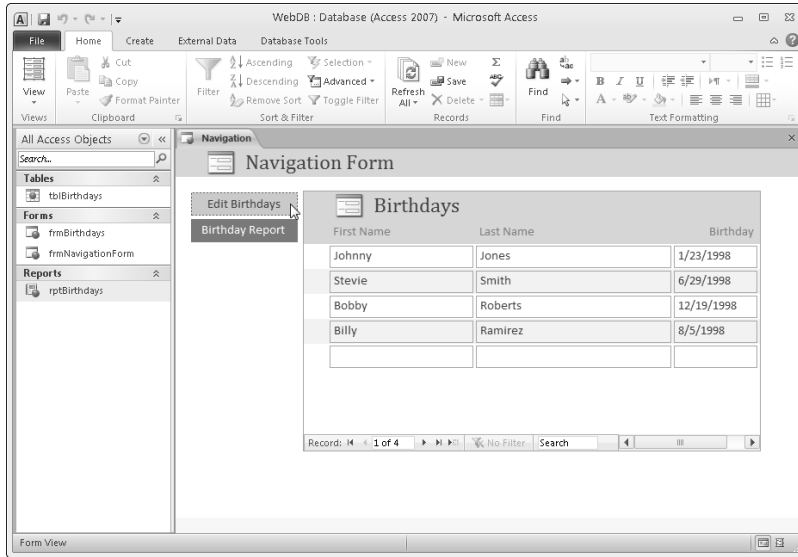 WebDB : Database (Access 2007) - Microsoft Access
File Home Create External Data Database Tools
View
Views
Paste
Cut
Copy
Format Painter
Clipboard
Filter
Ascending
Descending
Remove Sort
Selection
Advanced
Toggle Filter
Sort & Filter
Refresh All
New
Save
Delete
Records
Find
Find
B I U
A
Text Formatting
All Access Objects
Search...
Tables
tblBirthdays
Forms
frmBirthdays
frmNavigationForm
Reports
rptBirthdays
Navigation
Navigation Form
Edit Birthdays
Birthday Report
Birthdays
First Name Last Name Birthday
Johnny Jones 1/23/1998
Stevie Smith 6/29/1998
Bobby Roberts 12/19/1998
Billy Ramirez 8/5/1998
Record: 1 of 4 No Filter Search
Form View